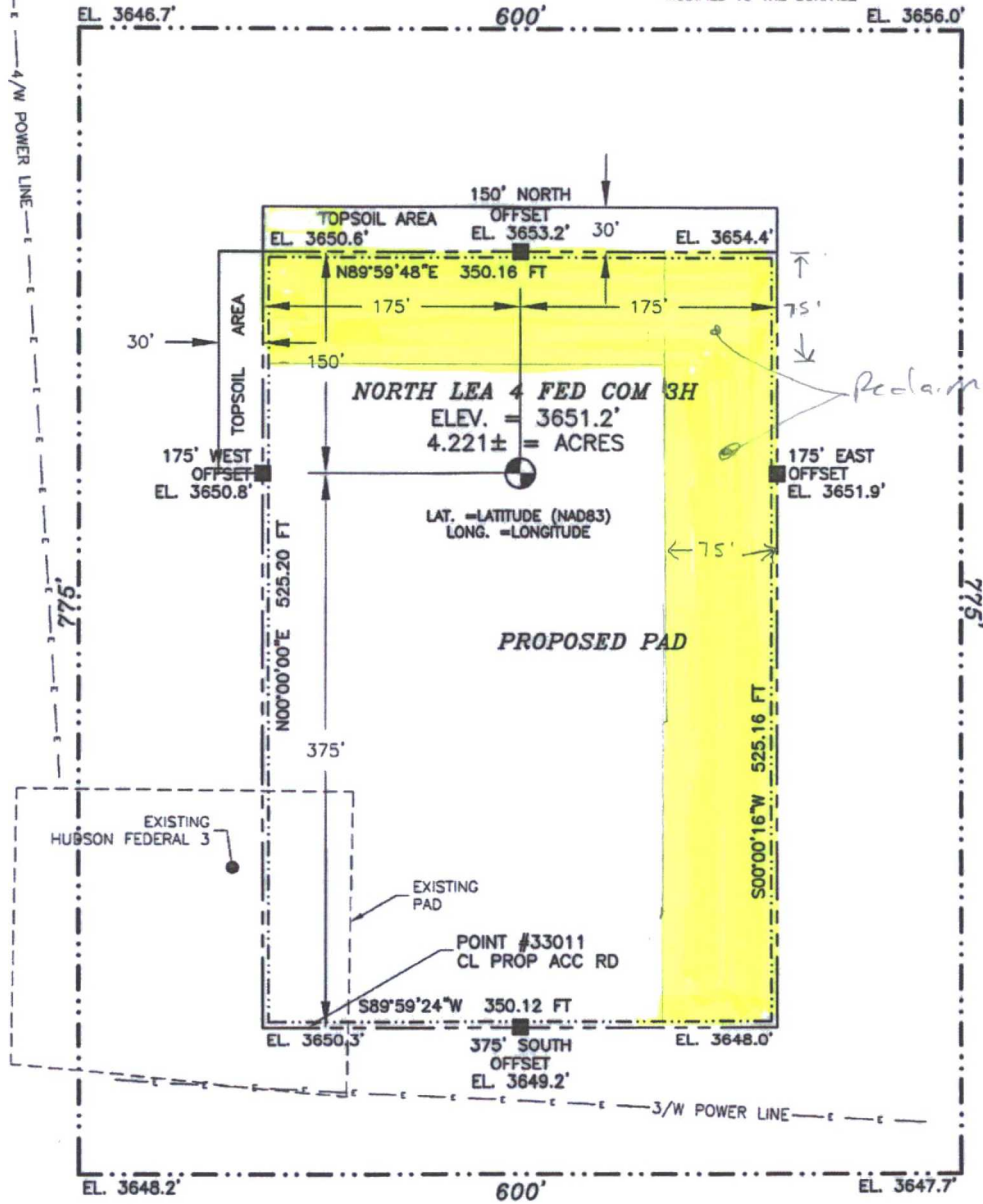 EL. 3646.7'
600'
EL. 3656.0'
4/W POWER LINE
E
150' NORTH
OFFSET
EL. 3653.2'
TOPSOIL AREA
30'
EL. 3650.6'
EL. 3654.4'
N89°59'48"E 350.16 FT
175'
175'
75'
30'
TOPSOIL AREA
150'
NORTH LEA 4 FED COM 3H
ELEV. = 3651.2'
4.221± = ACRES
Reclaim
175' WEST
OFFSET
EL. 3650.8'
175' EAST
OFFSET
EL. 3651.9'
LAT. =LATITUDE (NAD83)
LONG. =LONGITUDE
75'
N00°00'00"E 525.20 FT
775'
775'
PROPOSED PAD
S00°00'16"W 525.16 FT
375'
EXISTING
HUDSON FEDERAL 3
EXISTING
PAD
POINT #33011
CL PROP ACC RD
S89°59'24"W 350.12 FT
EL. 3650.3'
375' SOUTH
OFFSET
EL. 3649.2'
EL. 3648.0'
E E E E E E
3/W POWER LINE
E E
EL. 3648.2'
600'
EL. 3647.7'